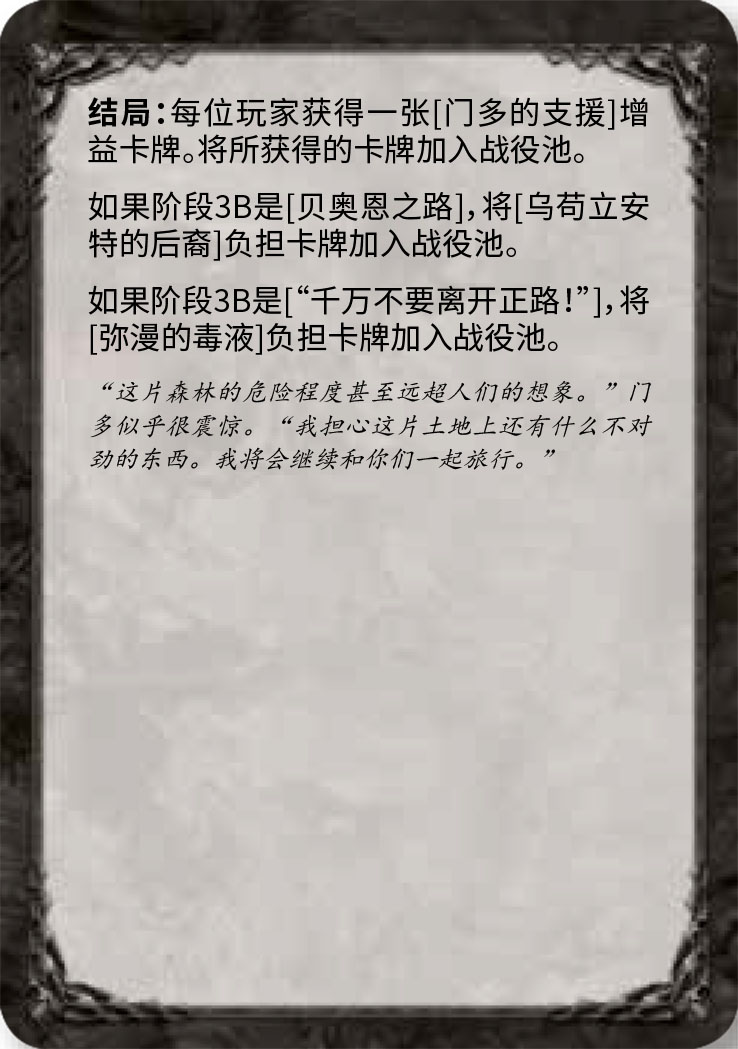 结局：每位玩家获得一张[门多的支援]增
益卡牌。将所获得的卡牌加入战役池。
如果阶段3B是[贝奥恩之路]，将[乌苟立安
特的后裔]负担卡牌加入战役池。
如果阶段3B是[“千万不要离开正路！”]，将
[弥漫的毒液]负担卡牌加入战役池。
“这片森林的危险程度甚至远超人们的想象。”门
多似乎很震惊。“我担心这片土地上还有什么不对
劲的东西。我将会继续和你们一起旅行。”